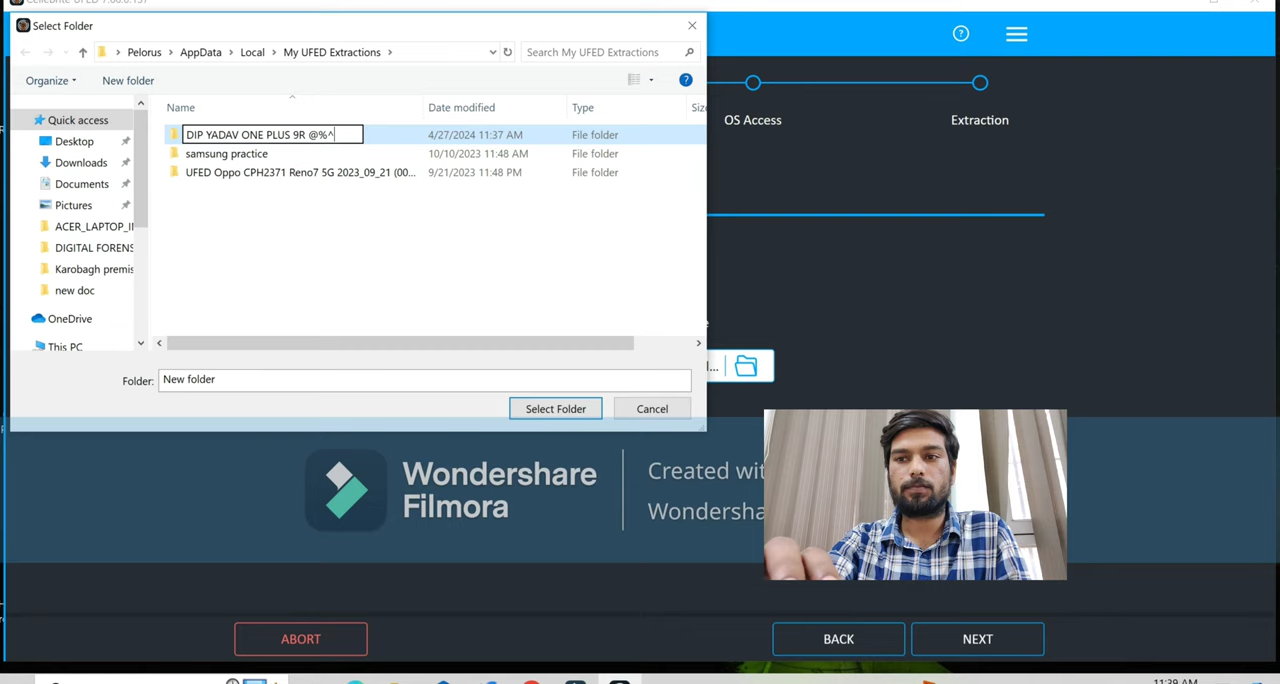 Select Folder
Pelorus > AppData > Local > My UFED Extractions >
Search My UFED Extractions
Organize
New folder
Name
Date modified
Type
Quick access
Desktop
Downloads
Documents
Pictures
ACER_LAPTOP_I
DIGITAL FORENS
Karobagh premis
new doc
OneDrive
This PC
DIP YADAV ONE PLUS 9R @%^
4/27/2024 11:37 AM
File folder
samsung practice
10/10/2023 11:48 AM
File folder
UFED Oppo CPH2371 Reno7 5G 2023_09_21 (00...
9/21/2023 11:48 PM
File folder
Folder:
New folder
Select Folder
Cancel
OS Access
Extraction
Wondershare
Filmora
Created wit
Wondersha
ABORT
BACK
NEXT
11:39 AM